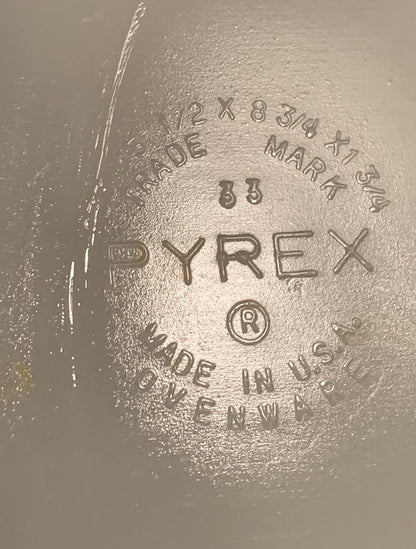 1/2 X 8 3/4 X 1 3/4
TRADE MARK
33
PYREX
®
MADE IN U.S.A.
OVENWARE